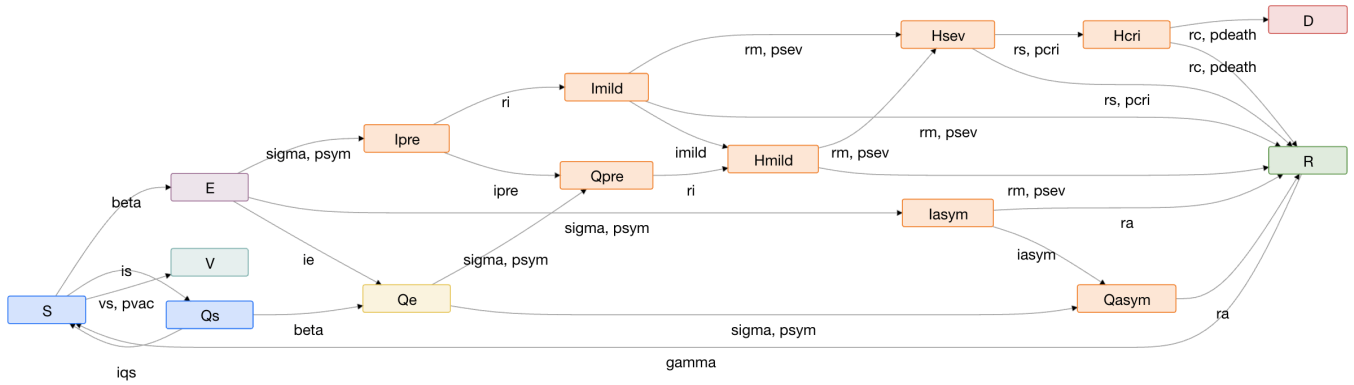 D
Hsev
Hcri
rc, pdeath
rm, psev
rs, pcri
rc, pdeath
Imild
ri
rs, pcri
Ipre
rm, psev
sigma, psym
imild
rm, psev
Hmild
R
Qpre
E
ipre
ri
rm, psev
beta
Iasym
ra
sigma, psym
iasym
ie
sigma, psym
V
is
vs, pvac
Qe
Qasym
S
Qs
beta
sigma, psym
ra
gamma
iqs